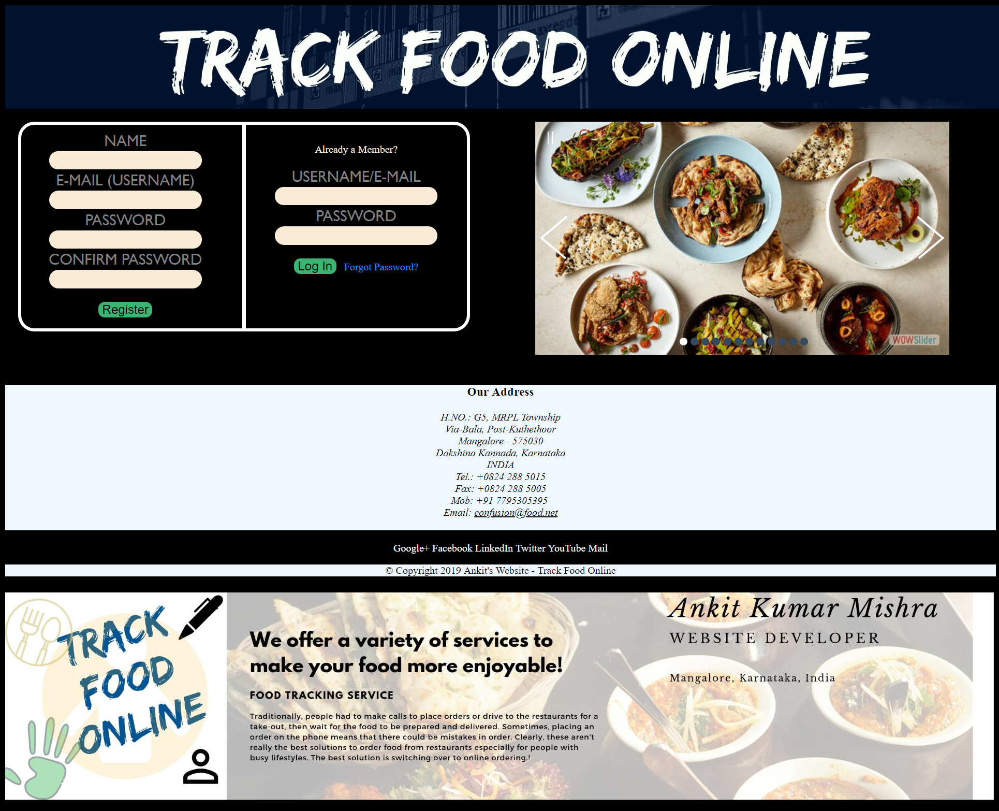 TRACK FOOD ONLINE
NAME
E-MAIL (USERNAME)
PASSWORD
CONFIRM PASSWORD
Register
Already a Member?
USERNAME/E-MAIL
PASSWORD
Log In Forgot Password?
WOWSlider
Our Address
H.NO.: G5, MRPL Township
Via-Bala, Post-Kuthethoor
Mangalore - 575030
Dakshina Kannada, Karnataka
INDIA
Tel.: +0824 288 5015
Fax: +0824 288 5005
Mob: +91 7795305395
Email: confusion@food.net
Google+ Facebook LinkedIn Twitter YouTube Mail
© Copyright 2019 Ankit's Website - Track Food Online
TRACK
FOOD
ONLINE
We offer a variety of services to
make your food more enjoyable!
FOOD TRACKING SERVICE
Traditionally, people had to make calls to place orders or drive to the restaurants for a
take-out, then wait for the food to be prepared and delivered. Sometimes, placing an
order on the phone means that there could be mistakes in order. Clearly, these aren't
really the best solutions to order food from restaurants especially for people with
busy lifestyles. The best solution is switching over to online ordering.!
Ankit Kumar Mishra
WEBSITE DEVELOPER
Mangalore, Karnataka, India